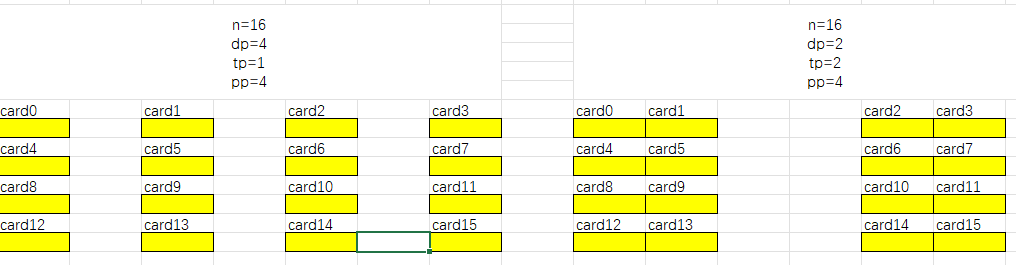 n=16
dp=4
tp=1
pp=4
n=16
dp=2
tp=2
pp=4
card0 card1 card2 card3 card0 card1 card2 card3
card4 card5 card6 card7 card4 card5 card6 card7
card8 card9 card10 card11 card8 card9 card10 card11
card12 card13 card14 card15 card12 card13 card14 card15